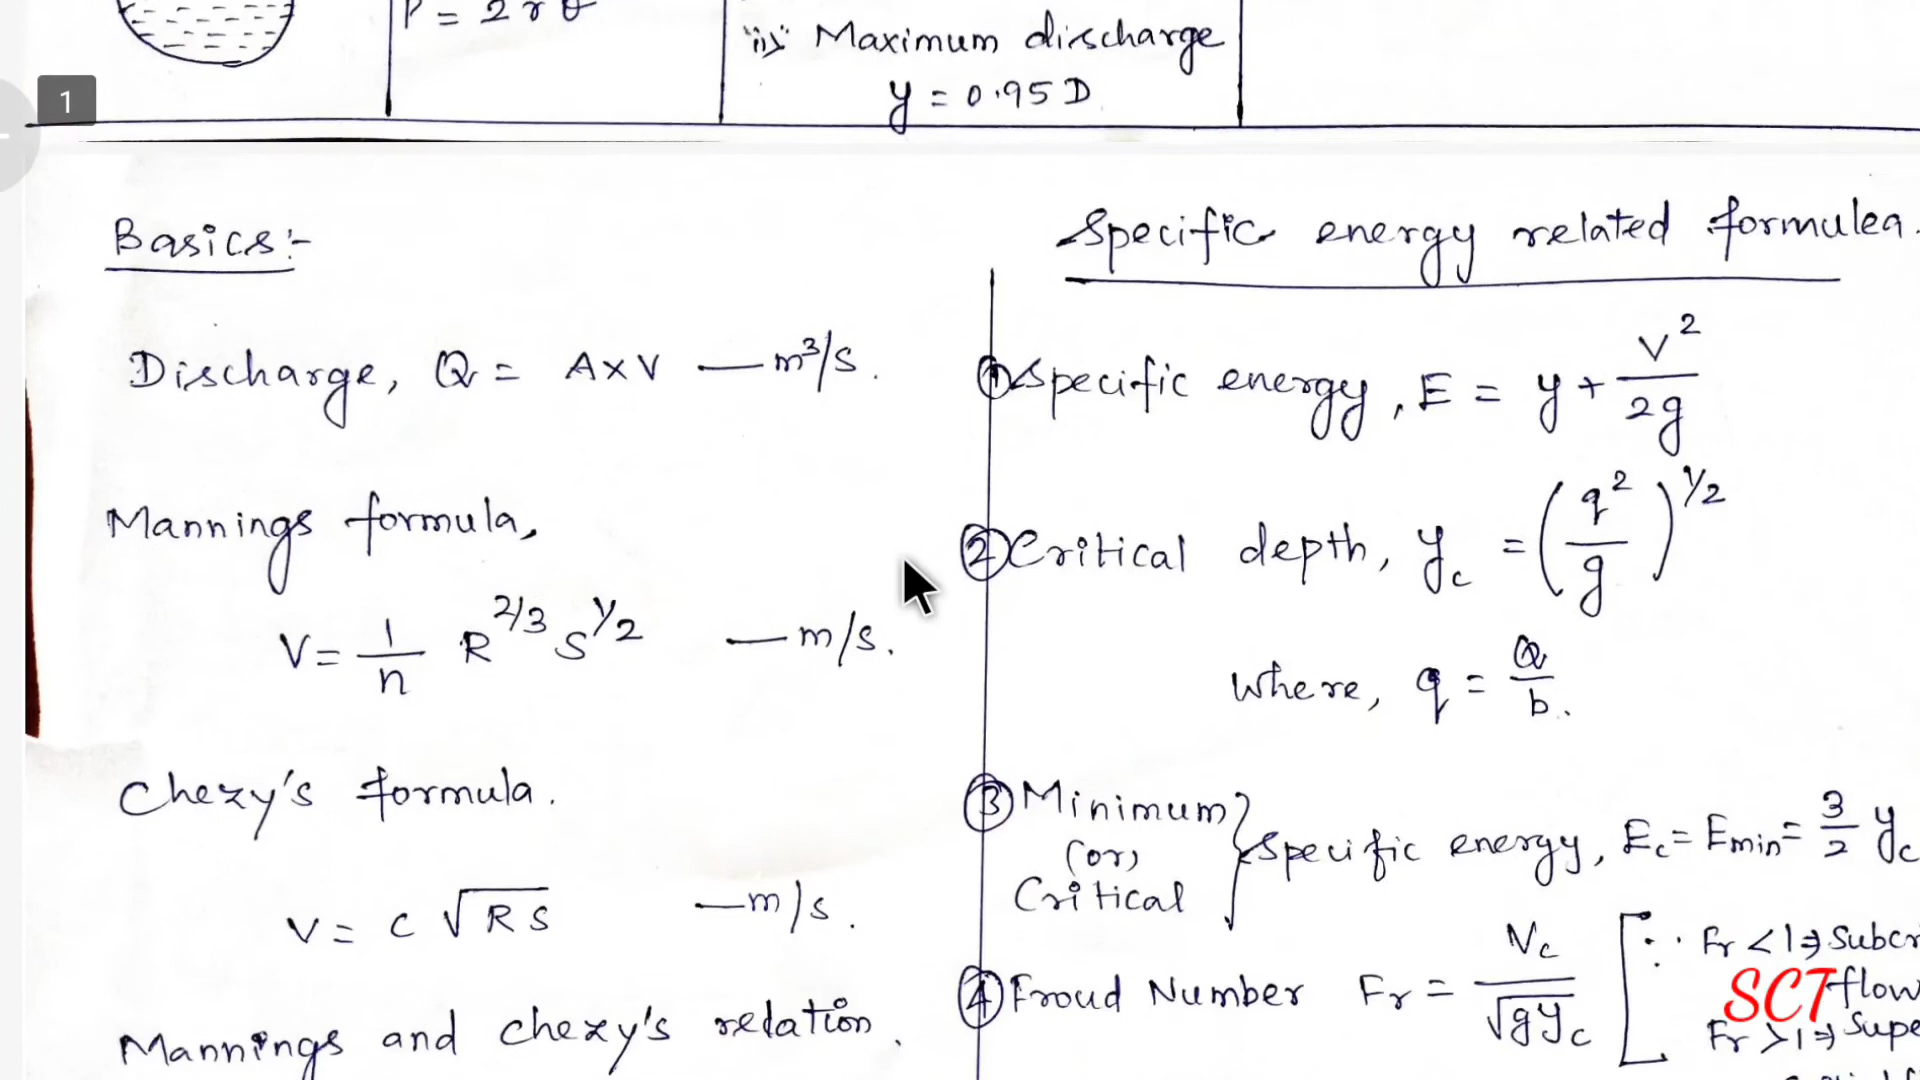 P = 2rθ
"ii)" Maximum discharge
y = 0.95 D
1
Basics:-
Discharge, Q = A×V — m³/s.
Mannings formula,
V = 1/n R^2/3 S^1/2 — m/s.
Chezy's formula.
V = C √RS — m/s.
Mannings and chezy's relation.
Specific energy related formulea.
① Specific energy, E = y + V²/2g
② Critical depth, yc = (q²/g)^1/2
where, q = Q/b.
③ Minimum (or) Critical } specific energy, Ec = Emin = 3/2 yc
④ Froud Number Fr = Vc/√gyc [∵ Fr < 1 ⇒ Subcr
flow
Fr > 1 ⇒ Supe
SCT